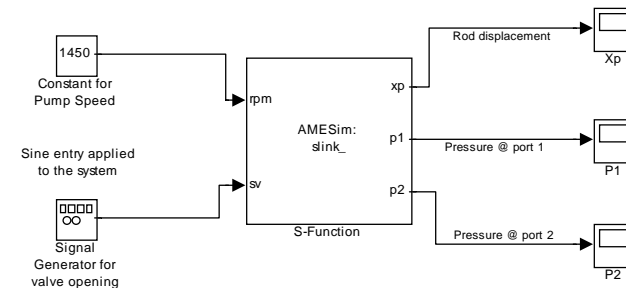 1450
Constant for
Pump Speed
Sine entry applied
to the system
Signal
Generator for
valve opening
rpm
sv
AMESim:
slink_
xp
p1
p2
S-Function
Rod displacement
Xp
Pressure @ port 1
P1
Pressure @ port 2
P2